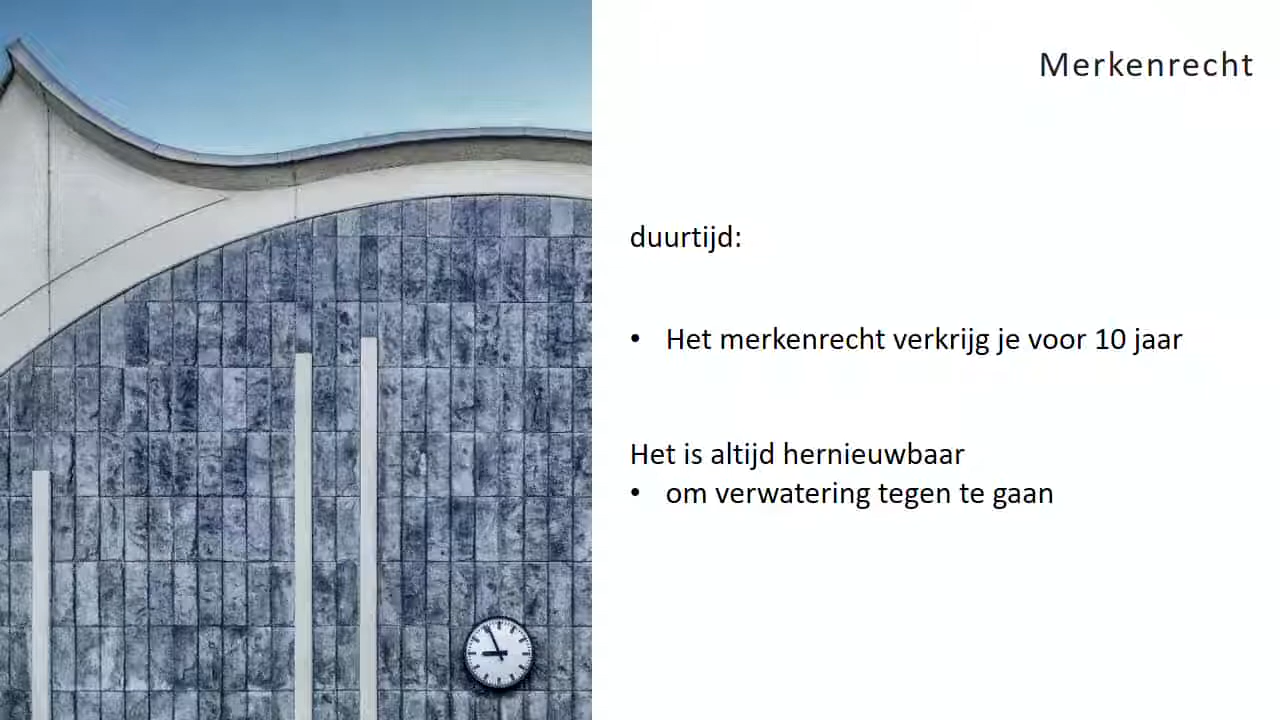 Merkenrecht
duurtijd:
• Het merkenrecht verkrijg je voor 10 jaar
Het is altijd hernieuwbaar
• om verwatering tegen te gaan